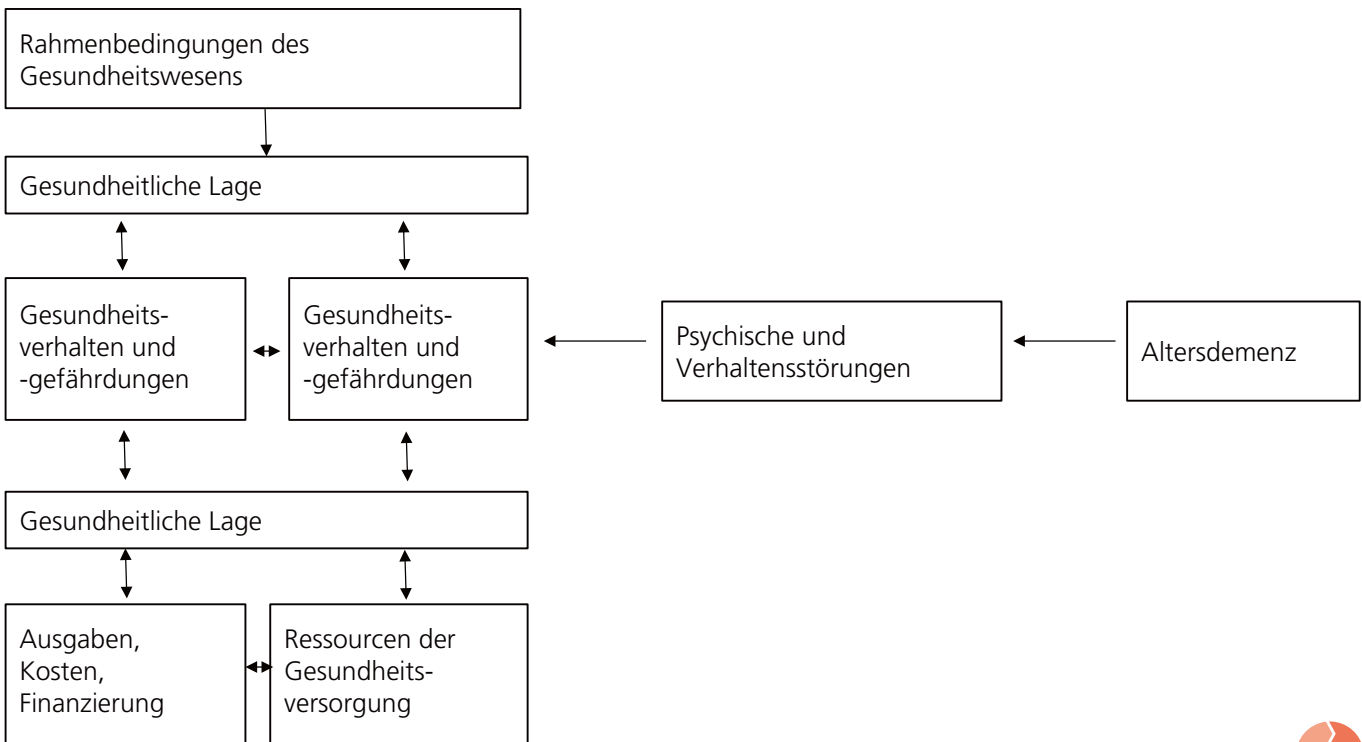 Rahmenbedingungen des
Gesundheitswesens
Gesundheitliche Lage
Gesundheits-
verhalten und
-gefährdungen
Gesundheits-
verhalten und
-gefährdungen
Psychische und
Verhaltensstörungen
Altersdemenz
Gesundheitliche Lage
Ausgaben,
Kosten,
Finanzierung
Ressourcen der
Gesundheits-
versorgung